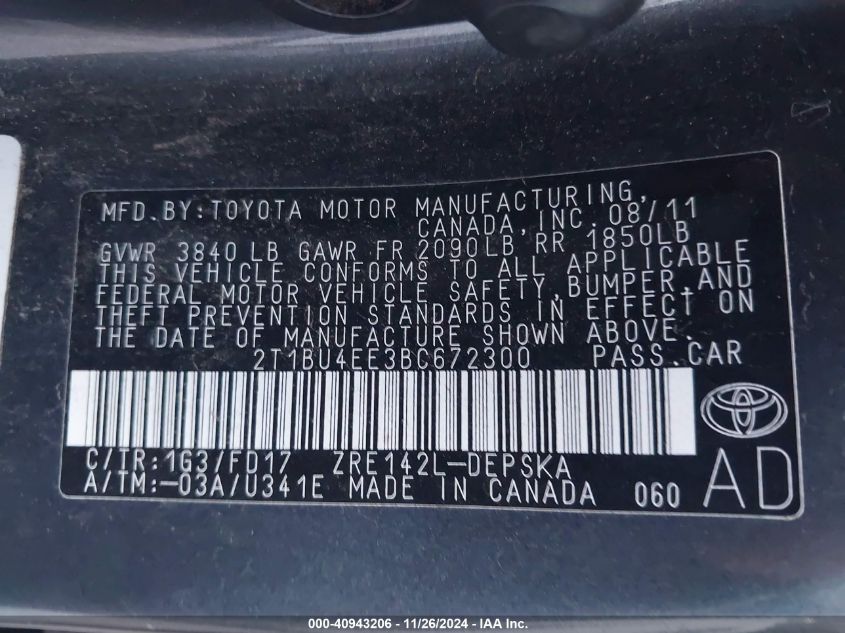 MFD.BY:TOYOTA MOTOR MANUFACTURING,
CANADA,INC. 08/11
GVWR 3840 LB GAWR FR 2090LB RR 1850LB
THIS VEHICLE CONFORMS TO ALL APPLICABLE
FEDERAL MOTOR VEHICLE SAFETY,BUMPER,AND
THEFT PREVENTION STANDARDS IN EFFECT ON
THE DATE OF MANUFACTURE SHOWN ABOVE.
2T1BU4EE3BC672300 PASS.CAR
C/TR:1G3/FD17 ZRE142L-DEPSKA
A/TM:-03A/U341E MADE IN CANADA 060 AD
000-40943206 - 11/26/2024 - IAA Inc.